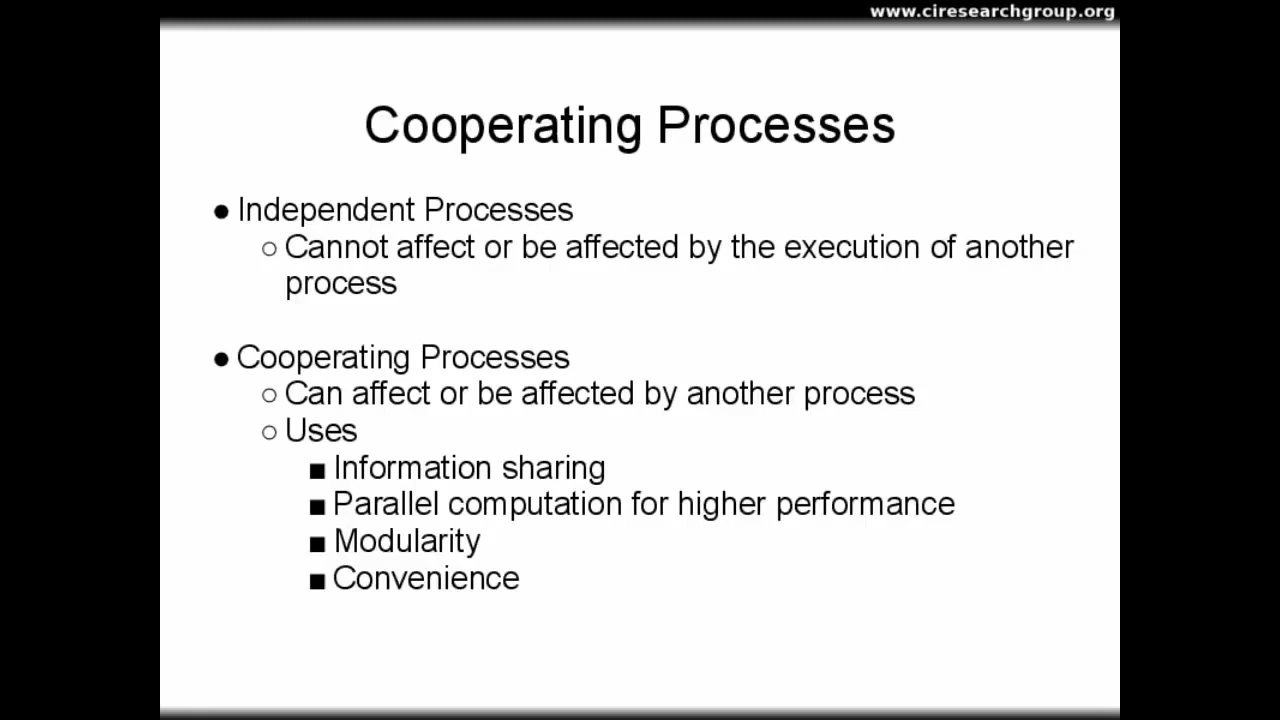 www.ciresearchgroup.org
Cooperating Processes
● Independent Processes
○ Cannot affect or be affected by the execution of another
process
● Cooperating Processes
○ Can affect or be affected by another process
○ Uses
■ Information sharing
■ Parallel computation for higher performance
■ Modularity
■ Convenience